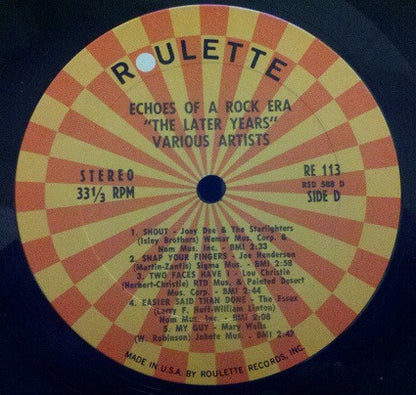 ROULETTE
ECHOES OF A ROCK ERA
"THE LATER YEARS"
VARIOUS ARTISTS
STEREO
33⅓ RPM
RE 113
RSD 588 D
SIDE D
1. SHOUT - Joey Dee & The Starlighters
(Isley Brothers) Wemar Mus. Corp. &
Nom Mus. Inc. - BMI 2:33
2. SNAP YOUR FINGERS - Joe Henderson
(Martin-Zantis) Sigma Mus. - BMI 2:58
3. TWO FACES HAVE I - Lou Christie
(Herbert-Christie) RTD Mus. & Painted Desert
Mus. Corp. - BMI 2:44
4. EASIER SAID THAN DONE - The Essex
(Larry F. Huff-William Linton)
Nom Mus. Inc. - BMI 2:08
5. MY GUY - Mary Wells
(W. Robinson) Jobete Mus. - BMI 2:47
MADE IN U.S.A. BY ROULETTE RECORDS, INC.